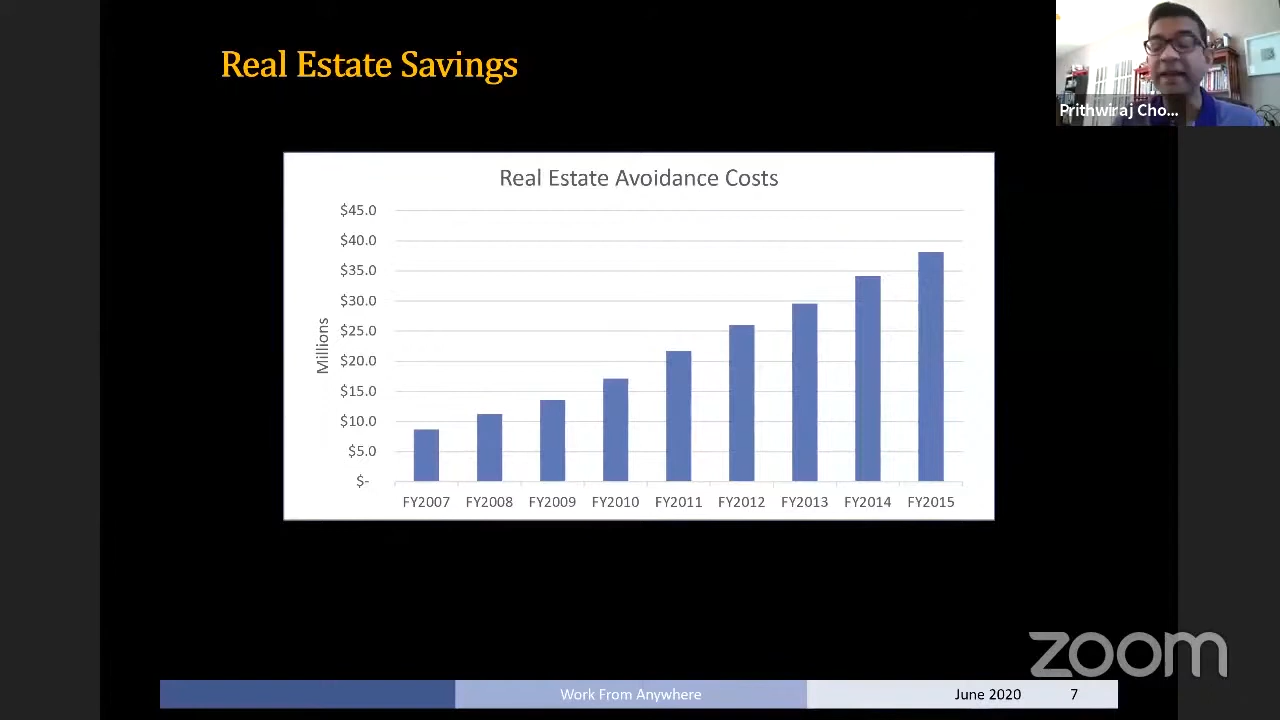 Real Estate Savings
Prithwiraj Cho...
Real Estate Avoidance Costs
$45.0
$40.0
$35.0
$30.0
$25.0
$20.0
$15.0
$10.0
$5.0
$-
Millions
FY2007 FY2008 FY2009 FY2010 FY2011 FY2012 FY2013 FY2014 FY2015
zoom
Work From Anywhere June 2020 7